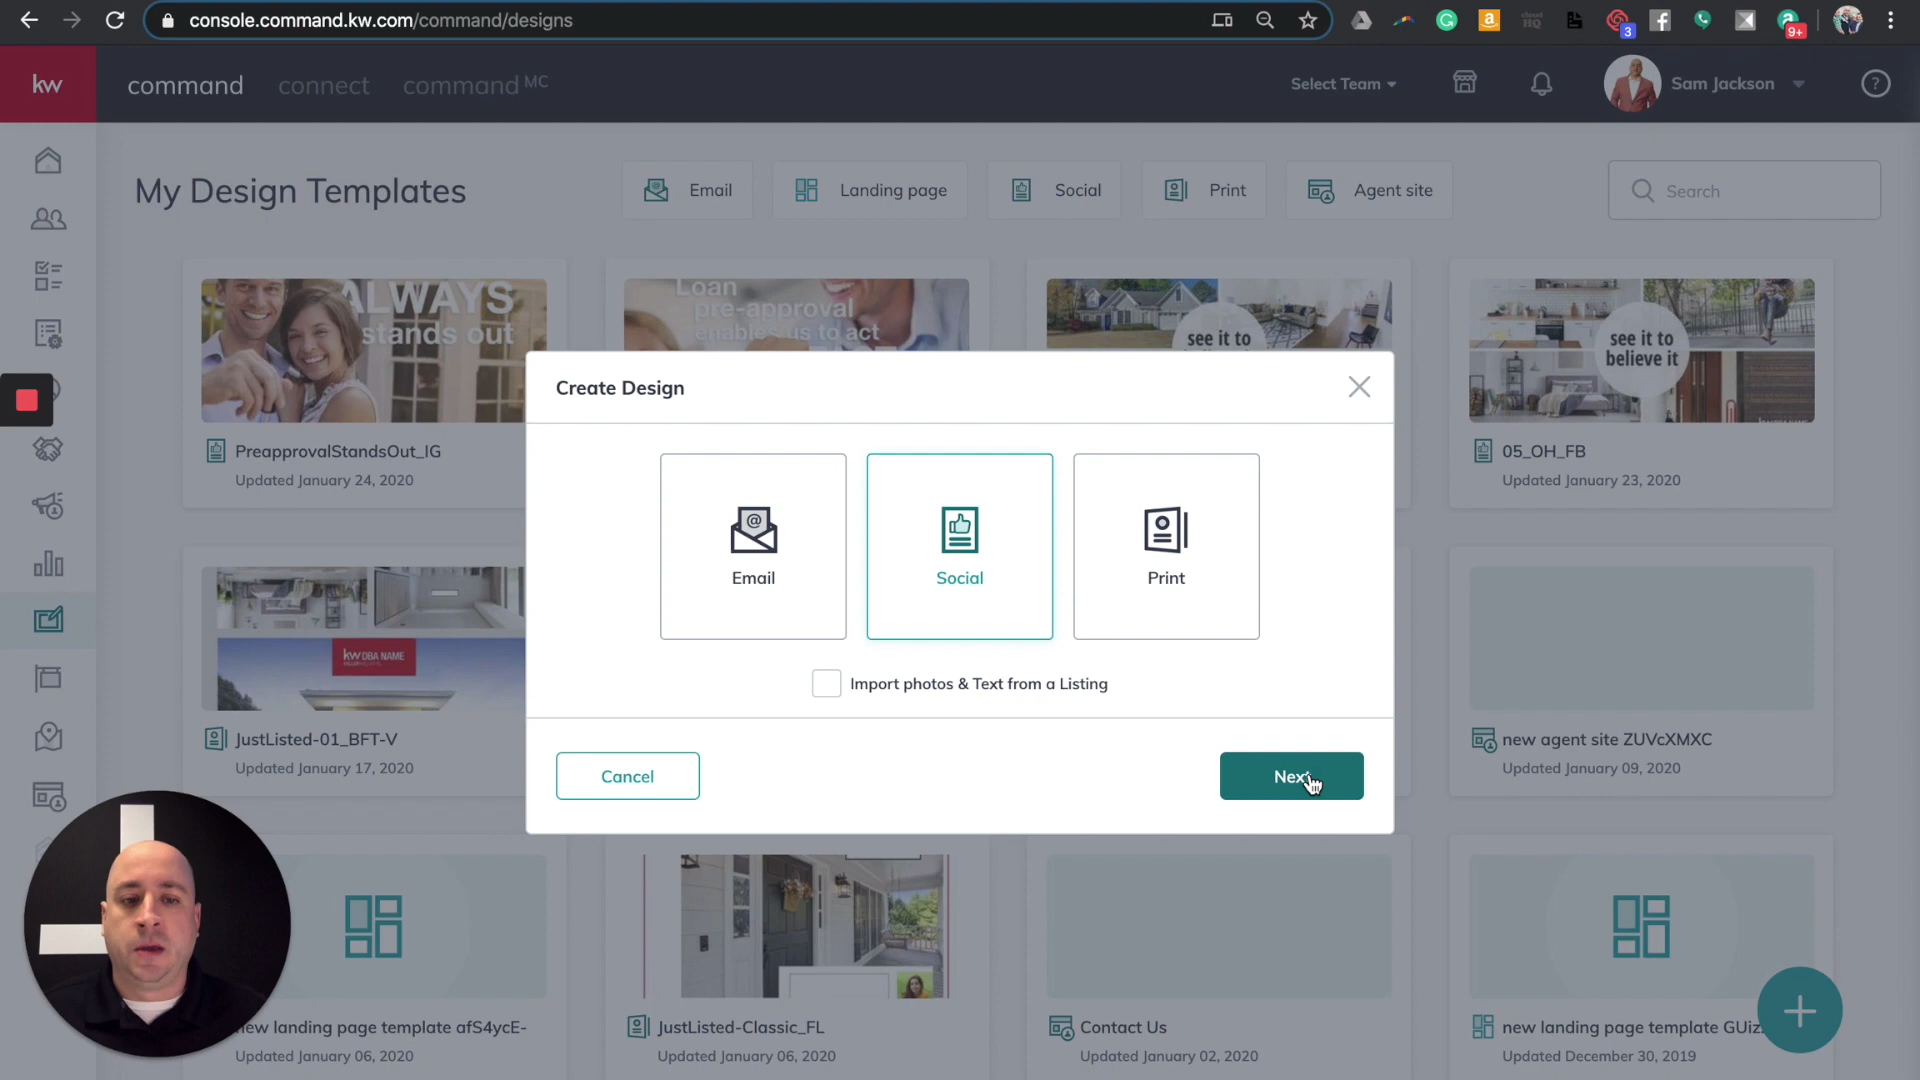 console.command.kw.com/command/designs
3
9+
cloud
HQ
kw
command
connect
command MC
Select Team
Sam Jackson
?
My Design Templates
Email
Landing page
Social
Print
Agent site
Search
ALWAYS
stands out
Loan
pre-approval
enables us to act
see it to
see it to
believe it
PreapprovalStandsOut_IG
Updated January 24, 2020
05_OH_FB
Updated January 23, 2020
Create Design
Email
Social
Print
Import photos & Text from a Listing
Cancel
Next
kw DBA NAME
JustListed-01_BFT-V
Updated January 17, 2020
new agent site ZUVcXMXC
Updated January 09, 2020
new landing page template afS4ycE-
Updated January 06, 2020
JustListed-Classic_FL
Updated January 06, 2020
Contact Us
Updated January 02, 2020
new landing page template GUiz
Updated December 30, 2019